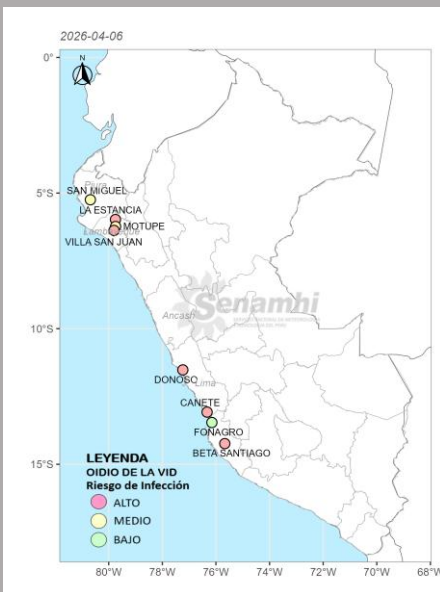 2026-04-06
N
0°
5°S
10°S
15°S
Piura
SAN MIGUEL
LA ESTANCIA
MOTUPE
Lambayeque
VILLA SAN JUAN
Senamhi
Ancash
DONOSO
Lima
CANETE
FONAGRO
BETA SANTIAGO
LEYENDA
OIDIO DE LA VID
Riesgo de Infección
ALTO
MEDIO
BAJO
80°W 78°W 76°W 74°W 72°W 70°W 68°W